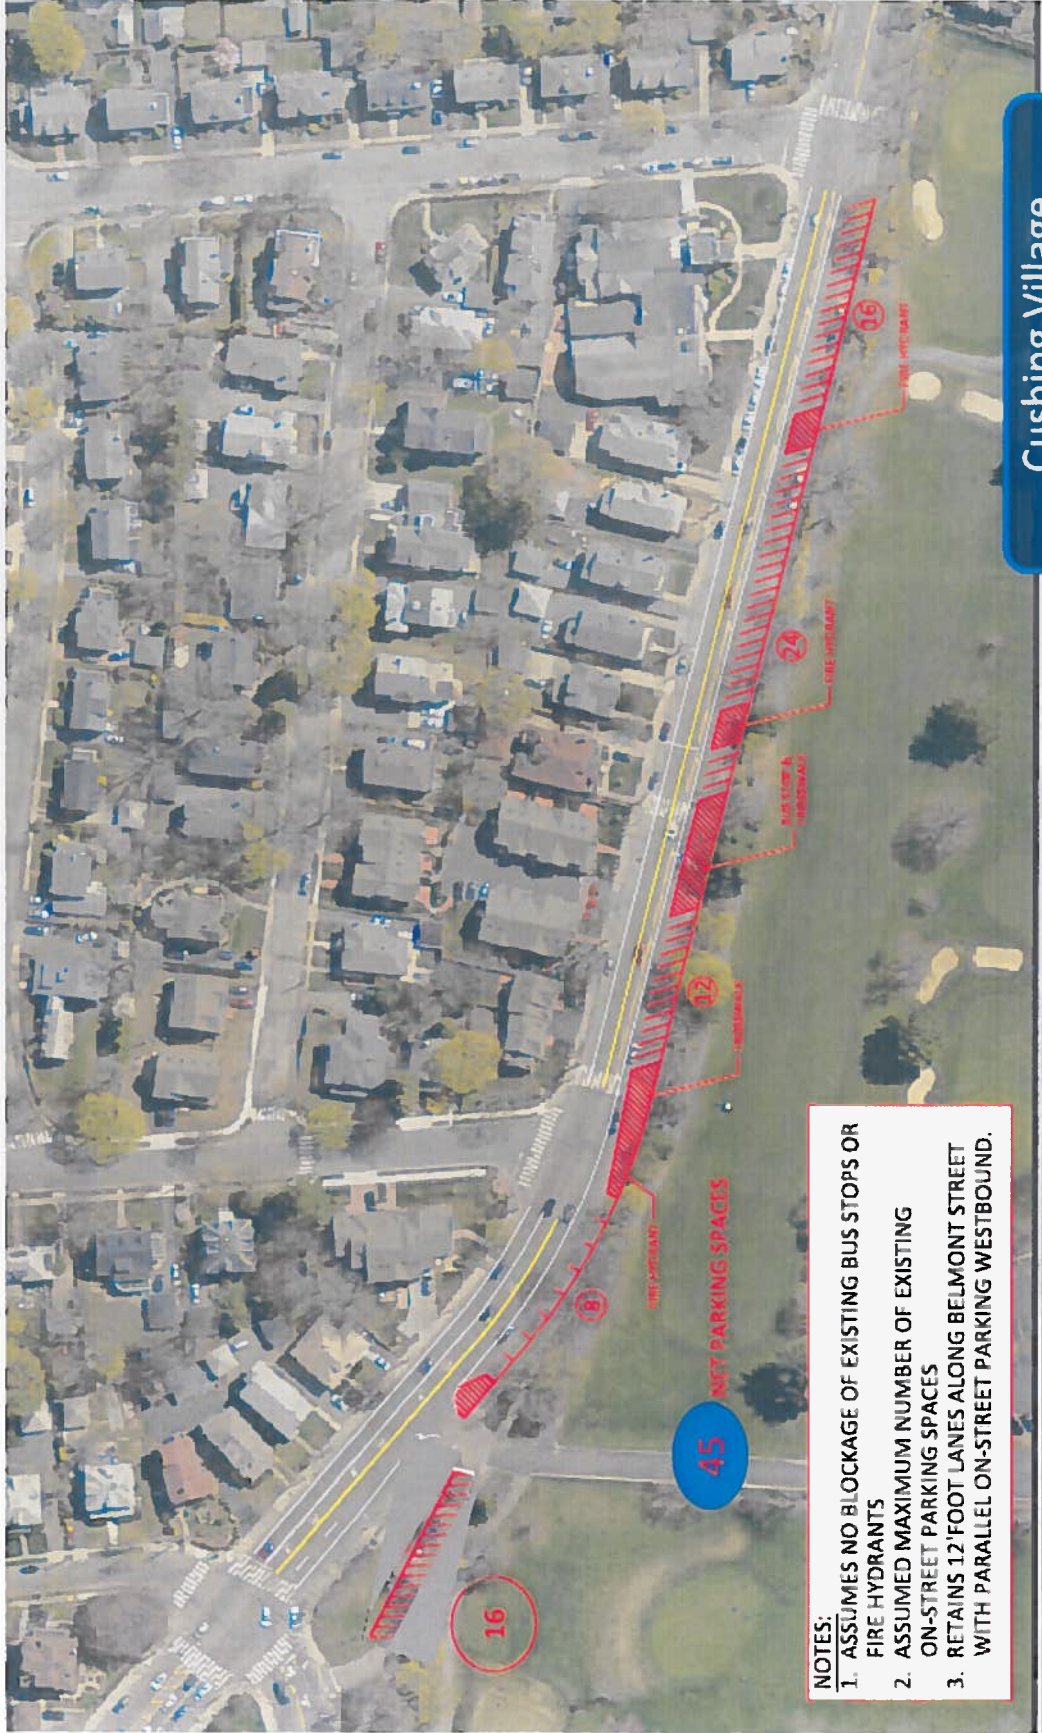 Cushing Village
16
FIRE HYDRANT
24
FIRE HYDRANT
BUS STOP &
CROSSWALK
12
CROSSWALK
FIRE HYDRANT
8
45 NET PARKING SPACES
16
NOTES:
1. ASSUMES NO BLOCKAGE OF EXISTING BUS STOPS OR
FIRE HYDRANTS
2. ASSUMED MAXIMUM NUMBER OF EXISTING
ON-STREET PARKING SPACES
3. RETAINS 12'FOOT LANES ALONG BELMONT STREET
WITH PARALLEL ON-STREET PARKING WESTBOUND.